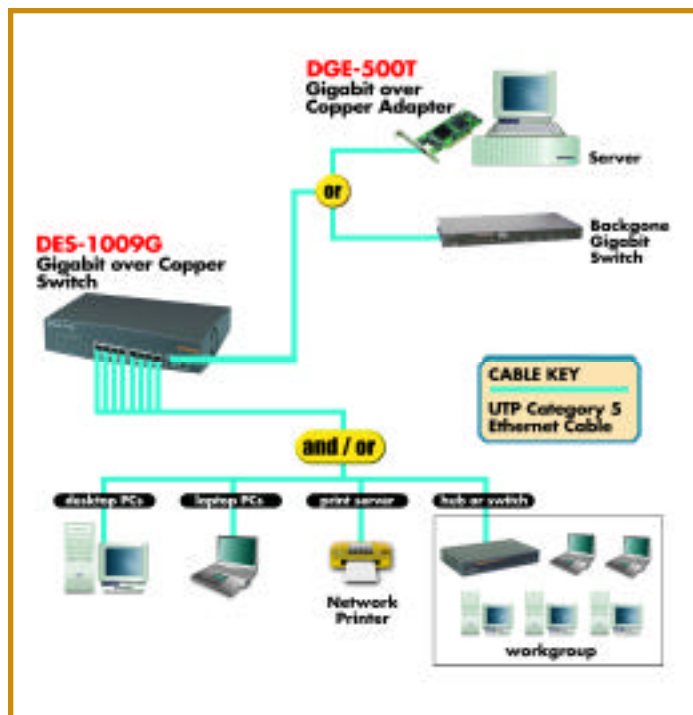 DGE-500T
Gigabit over
Copper Adapter
Server
or
Backgone
Gigabit
Switch
DES-1009G
Gigabit over Copper
Switch
CABLE KEY
UTP Category 5
Ethernet Cable
and / or
desktop PCs
laptop PCs
print server
hub or switch
Network
Printer
workgroup